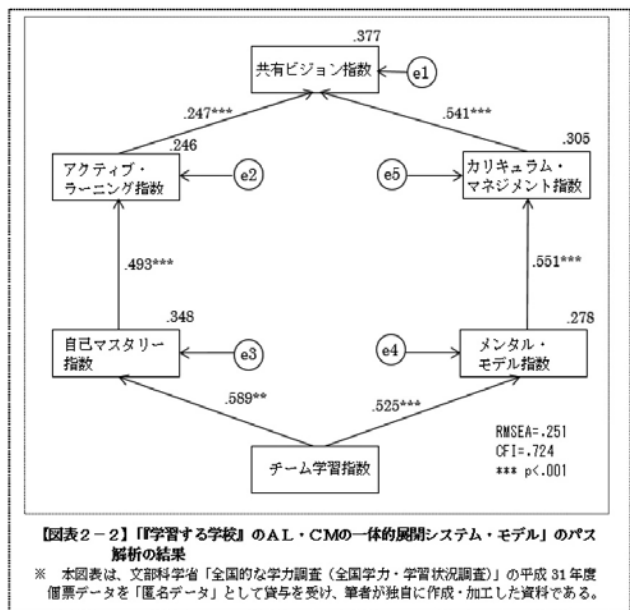 .377
共有ビジョン指数
e1
.247***
.541***
.246
.305
アクティブ・
ラーニング指数
e2
e5
カリキュラム・
マネジメント指数
.493***
.551***
.348
.278
自己マスタリー
指数
e3
e4
メンタル・
モデル指数
.589**
.525***
チーム学習指数
RMSEA=.251
CFI=.724
*** p<.001
【図表2-2】「『学習する学校』のAL・CMの一体的展開システム・モデル」のパス
解析の結果
※ 本図表は、文部科学省「全国的な学力調査（全国学力・学習状況調査）」の平成 31 年度
個票データを「匿名データ」として貸与を受け、筆者が独自に作成・加工した資料である。